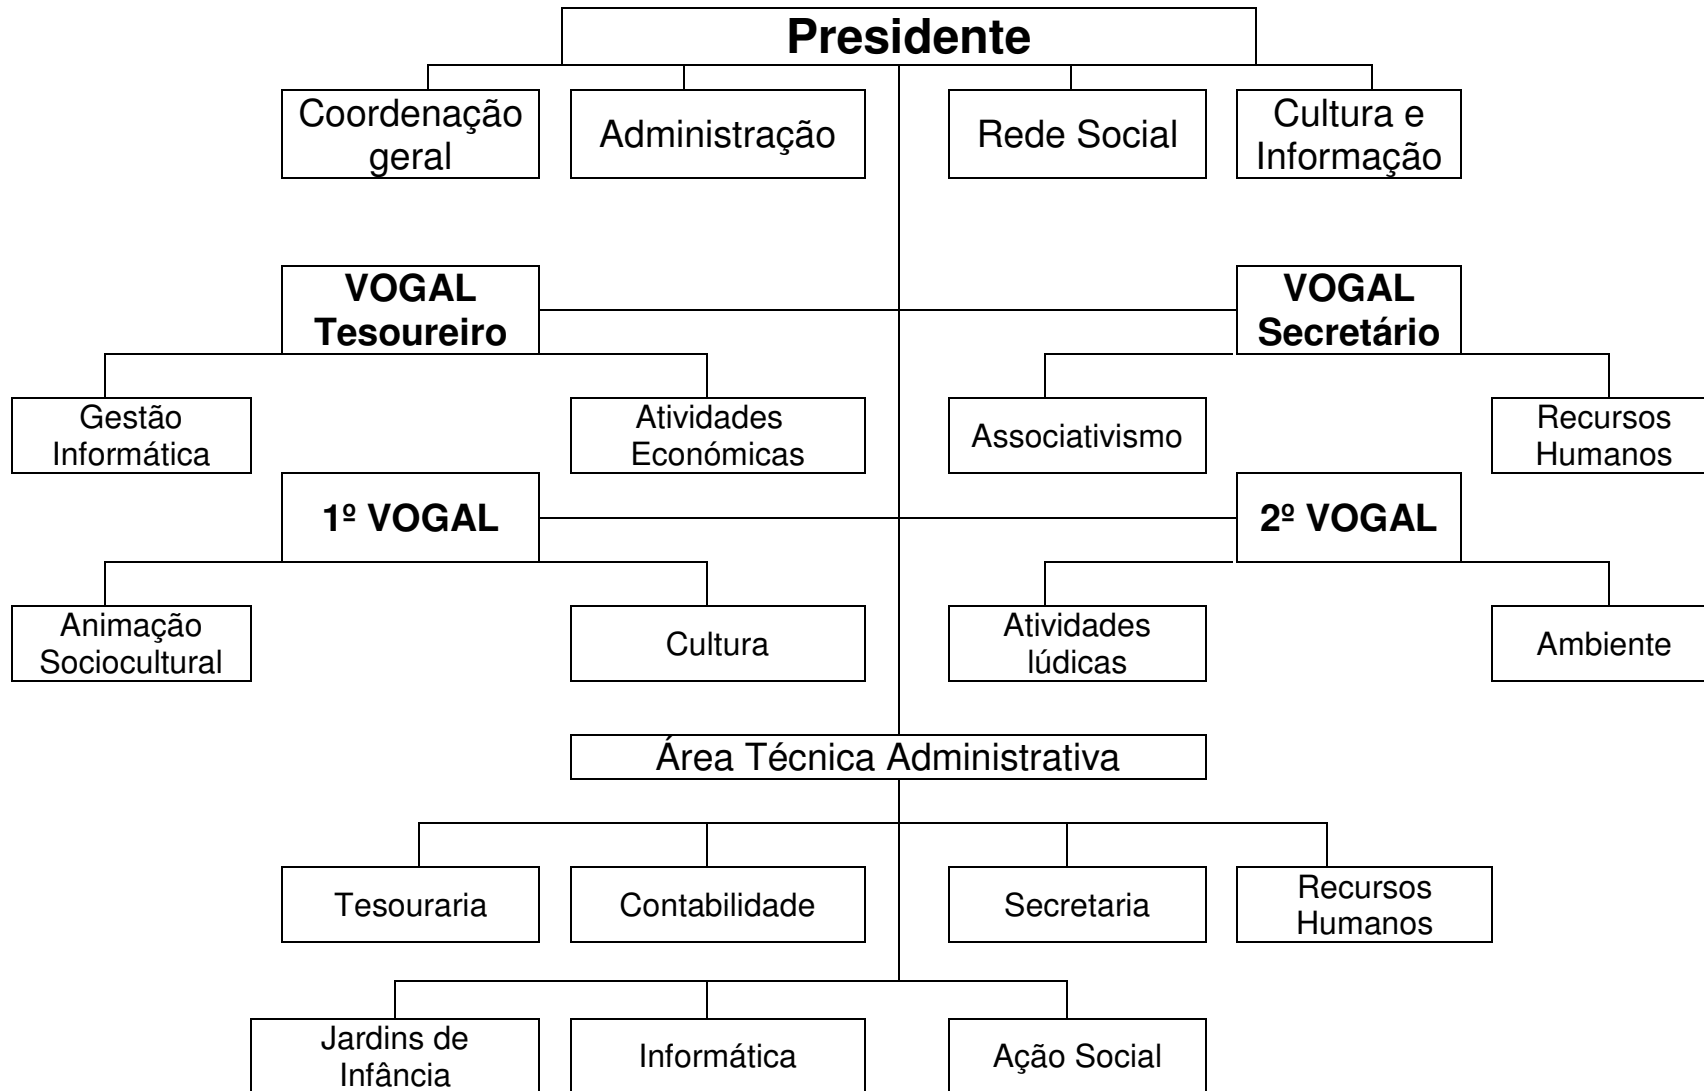 Presidente
Coordenação
geral
Administração
Rede Social
Cultura e
Informação
VOGAL
Tesoureiro
VOGAL
Secretário
Gestão
Informática
Atividades
Económicas
Associativismo
Recursos
Humanos
1º VOGAL
2º VOGAL
Animação
Sociocultural
Cultura
Atividades
lúdicas
Ambiente
Área Técnica Administrativa
Tesouraria
Contabilidade
Secretaria
Recursos
Humanos
Jardins de
Infância
Informática
Ação Social